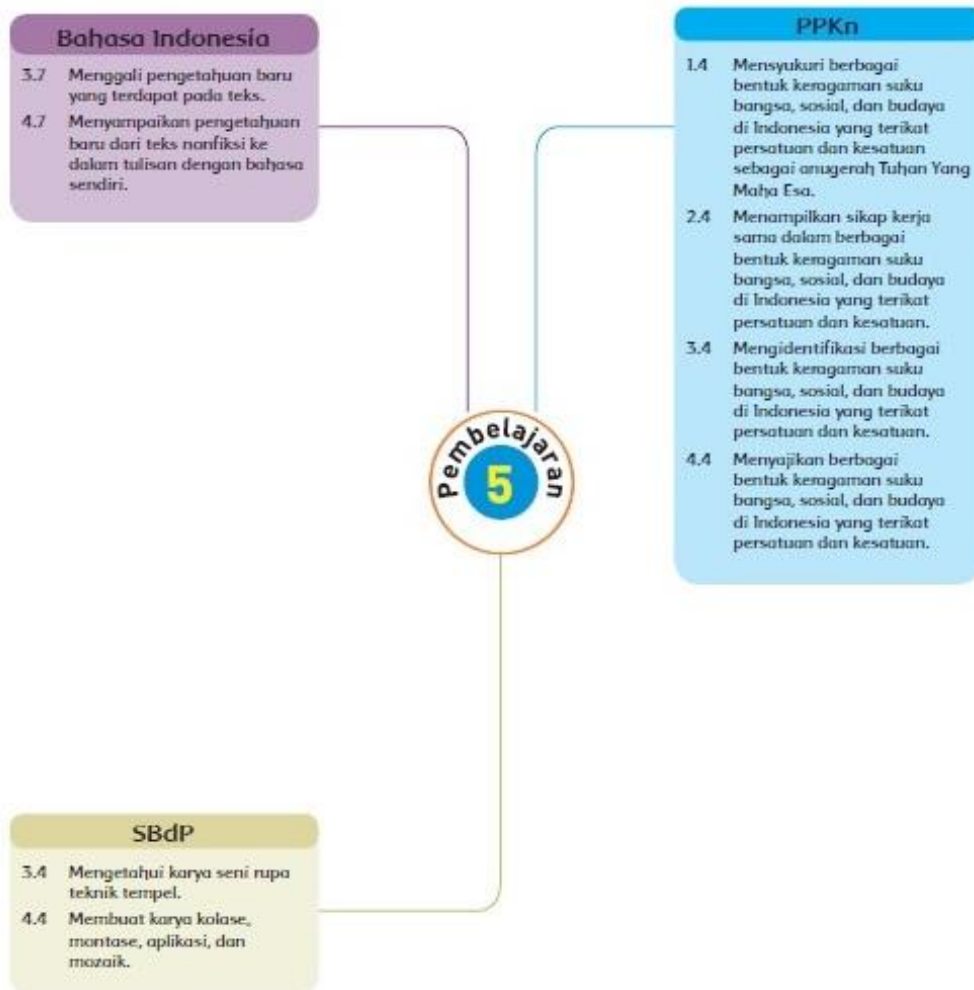 Bahasa Indonesia
3.7 Menggali pengetahuan baru
yang terdapat pada teks.
4.7 Menyampaikan pengetahuan
baru dari teks nonfiksi ke
dalam tulisan dengan bahasa
sendiri.
PPKn
1.4 Mensyukuri berbagai
bentuk keragaman suku
bangsa, sosial, dan budaya
di Indonesia yang terikat
persatuan dan kesatuan
sebagai anugerah Tuhan Yang
Maha Esa.
2.4 Menampilkan sikap kerja
sama dalam berbagai
bentuk keragaman suku
bangsa, sosial, dan budaya
di Indonesia yang terikat
persatuan dan kesatuan.
3.4 Mengidentifikasi berbagai
bentuk keragaman suku
bangsa, sosial, dan budaya
di Indonesia yang terikat
persatuan dan kesatuan.
4.4 Menyajikan berbagai
bentuk keragaman suku
bangsa, sosial, dan budaya
di Indonesia yang terikat
persatuan dan kesatuan.
Pembelajaran
5
SBdP
3.4 Mengetahui karya seni rupa
teknik tempel.
4.4 Membuat karya kolase,
montase, aplikasi, dan
mozaik.